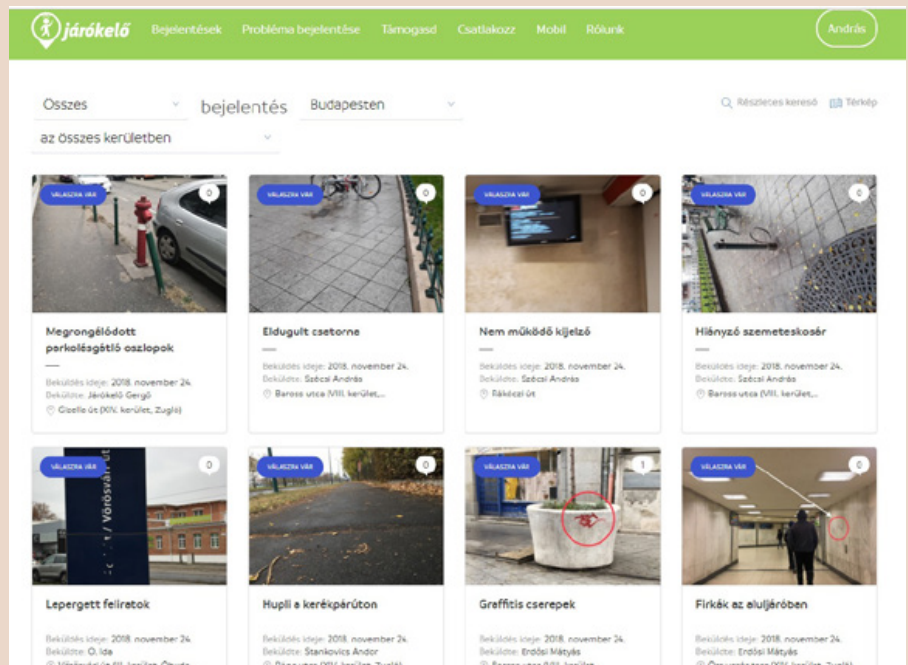 járókelő
Bejelentések Probléma bejelentése Támogasd Csatlakozz Mobil Rólunk
András
Összes bejelentés Budapesten
Részletes kereső Térkép
az összes kerületben
VÁLASZRA VÁR 0
VÁLASZRA VÁR 0
VÁLASZRA VÁR 0
VÁLASZRA VÁR 0
Megrongálódott
parkolásgátló oszlopok
Beküldés ideje: 2018. november 24.
Beküldte: Járókelő Gergő
Gizella út (XIV. kerület, Zugló)
Eldugult csatorna
Beküldés ideje: 2018. november 24.
Beküldte: Szécsi András
Baross utca (VIII. kerület,...
Nem működő kijelző
Beküldés ideje: 2018. november 24.
Beküldte: Szécsi András
Rákóczi út
Hiányzó szemeteskosár
Beküldés ideje: 2018. november 24.
Beküldte: Szécsi András
Baross utca (VIII. kerület,...
VÁLASZRA VÁR 0
/ Vörösvári út
VÁLASZRA VÁR 0
VÁLASZRA VÁR 1
VÁLASZRA VÁR 0
Lepergett feliratok
Beküldés ideje: 2018. november 24.
Beküldte: O. Ida
Hupli a kerékpárúton
Beküldés ideje: 2018. november 24.
Beküldte: Stankovics Andor
Graffitis cserepek
Beküldés ideje: 2018. november 24.
Beküldte: Erdősi Mátyás
Firkák az aluljáróban
Beküldés ideje: 2018. november 24.
Beküldte: Erdősi Mátyás